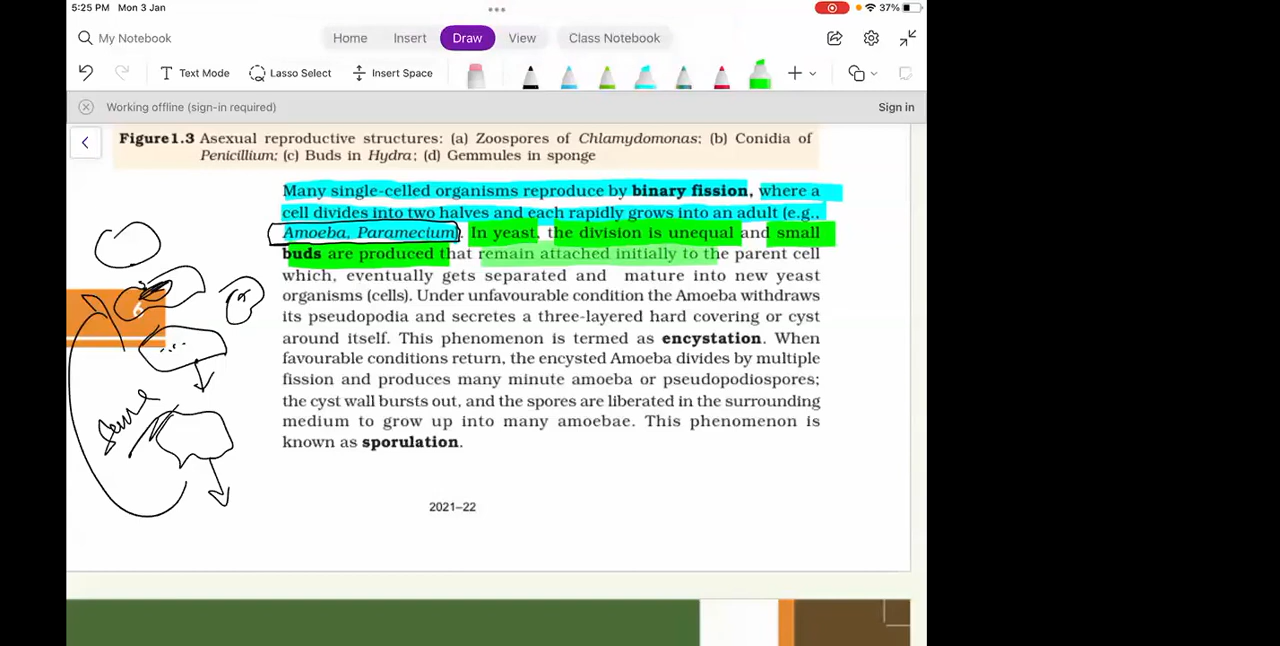 5:25 PM Mon 3 Jan
37%
My Notebook
Home Insert Draw View Class Notebook
Text Mode Lasso Select Insert Space
Working offline (sign-in required)
Sign in
Figure1.3 Asexual reproductive structures: (a) Zoospores of Chlamydomonas; (b) Conidia of
Penicillium; (c) Buds in Hydra; (d) Gemmules in sponge
Many single-celled organisms reproduce by binary fission, where a
cell divides into two halves and each rapidly grows into an adult (e.g.,
Amoeba, Paramecium). In yeast, the division is unequal and small
buds are produced that remain attached initially to the parent cell
which, eventually gets separated and mature into new yeast
organisms (cells). Under unfavourable condition the Amoeba withdraws
its pseudopodia and secretes a three-layered hard covering or cyst
around itself. This phenomenon is termed as encystation. When
favourable conditions return, the encysted Amoeba divides by multiple
fission and produces many minute amoeba or pseudopodiospores;
the cyst wall bursts out, and the spores are liberated in the surrounding
medium to grow up into many amoebae. This phenomenon is
known as sporulation.
2021–22